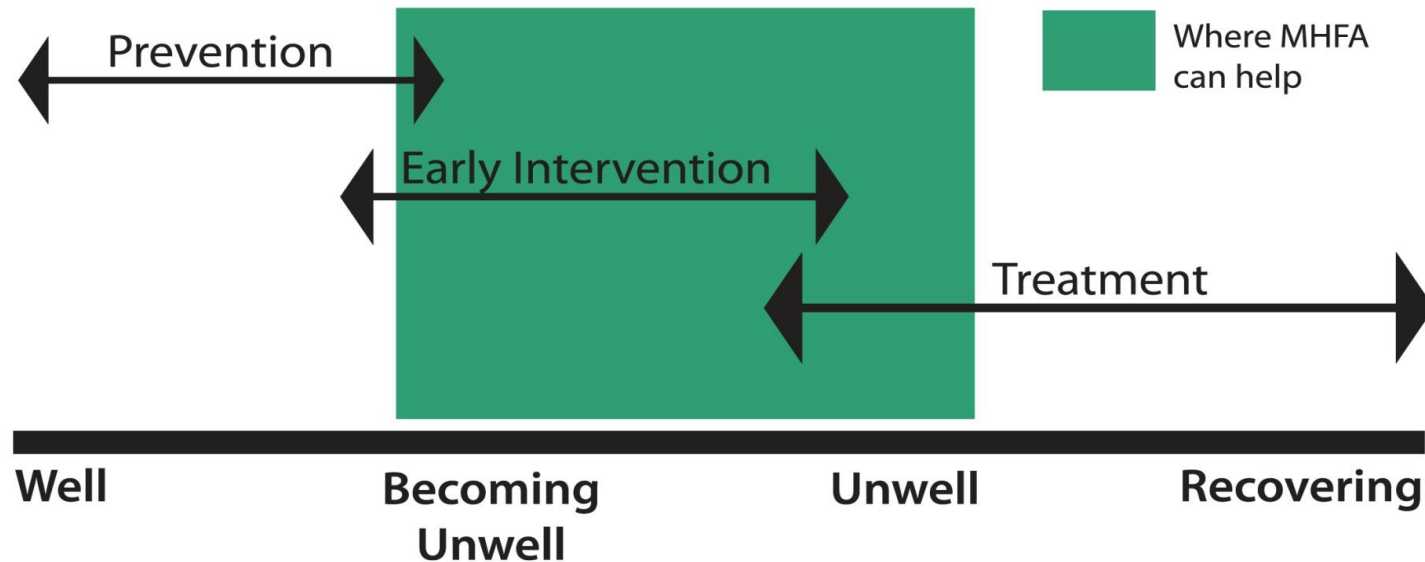 Prevention
Where MHFA
can help
Early Intervention
Treatment
Well
Becoming
Unwell
Unwell
Recovering